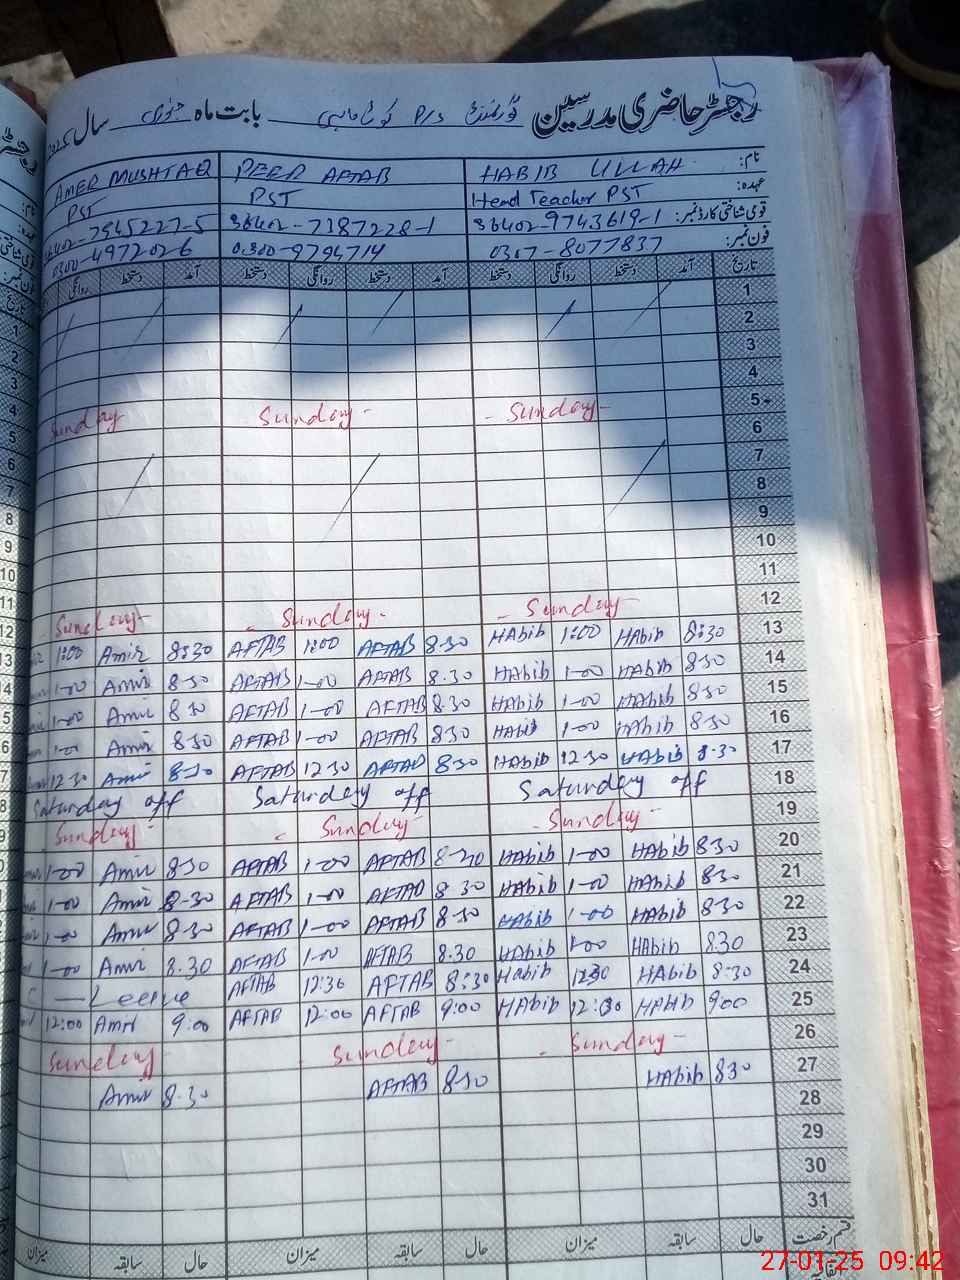 رجسٹر حاضری مدرسین گورنمنٹ P/S کوٹ بابت ماہ جنوری سال 2025
نام: HABIB ULLAH PEER AFTAB AMER MUSHTAQ
عہدہ: Head Teacher PST PST PST
قومی شناختی کارڈ نمبر: 36402-9743619-1 36402-7387228-1 36402-7545227-5
فون نمبر: 0307-8077837 0300-9794714 0300-4972026
تاریخ آمد دستخط روانگی دستخط آمد دستخط روانگی دستخط آمد دستخط روانگی
1
2
3
4
5 Sunday Sunday Sunday
6
7
8
9
10
11
12 Sunday Sunday Sunday
13 8:30 HAbib 1:00 HAbib 8.30 AFTAB 1:00 AFTAB 8:30 Amir 1:00
14 8:30 HAbib 1-00 HAbib 8.30 AFTAB 1-00 AFTAB 8 30 Amir 1-00
15 8:30 HAbib 1-00 HAbib 8.30 AFTAB 1-00 AFTAB 8 30 Amir 1-00
16 8:30 HAbib 1-00 HAbib 8:30 AFTAB 1-00 AFTAB 8:30 Amir 1-00
17 8:30 HAbib 12 30 HAbib 8:30 AFTAB 12 30 AFTAB 8:30 Amir 12 30
18 Saturday off Saturday off Saturday off
19 Sunday Sunday Sunday
20 8:30 HAbib 1-00 HAbib 8-30 AFTAB 1-00 AFTAB 8:30 Amir 1-00
21 8:30 HAbib 1-00 HAbib 8 30 AFTAB 1-00 AFTAB 8-30 Amir 1-00
22 8:30 HAbib 1-00 Habib 8:30 AFTAB 1-00 AFTAB 8-30 Amir 1-00
23 8.30 HAbib 1-00 HAbib 8.30 AFTAB 1-00 AFTAB 8.30 Amir 1-00
24 8:30 HAbib 12:30 Habib 8:30 AFTAB 12:30 AFTAB Leeve C
25 9:00 HAbib 12:00 HAbib 9:00 AFTAB 12:00 AFTAB 9:00 Amir 12:00
26 Sunday Sunday Sunday
27 8:30 HAbib 8:30 AFTAB 8.30 Amir
28
29
30
31
قسم رخصت حال سابقہ میزان حال سابقہ میزان حال سابقہ میزان
اتفاقیہ
27-01-25 09:42